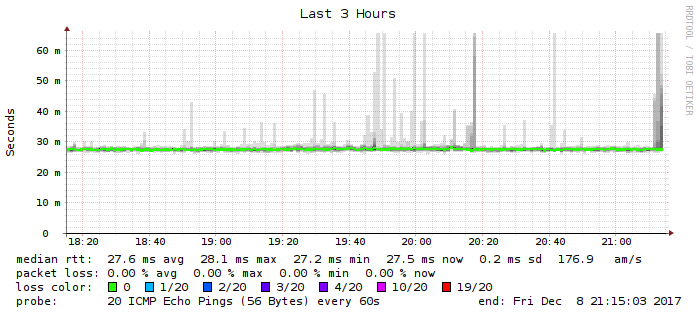 Last 3 Hours
RRDTOOL / TOBI OETIKER
Seconds
60 m
50 m
40 m
30 m
20 m
10 m
0
18:20 18:40 19:00 19:20 19:40 20:00 20:20 20:40 21:00
median rtt: 27.6 ms avg 28.1 ms max 27.2 ms min 27.5 ms now 0.2 ms sd 176.9 am/s
packet loss: 0.00 % avg 0.00 % max 0.00 % min 0.00 % now
loss color: 0 1/20 2/20 3/20 4/20 10/20 19/20
probe: 20 ICMP Echo Pings (56 Bytes) every 60s end: Fri Dec 8 21:15:03 2017